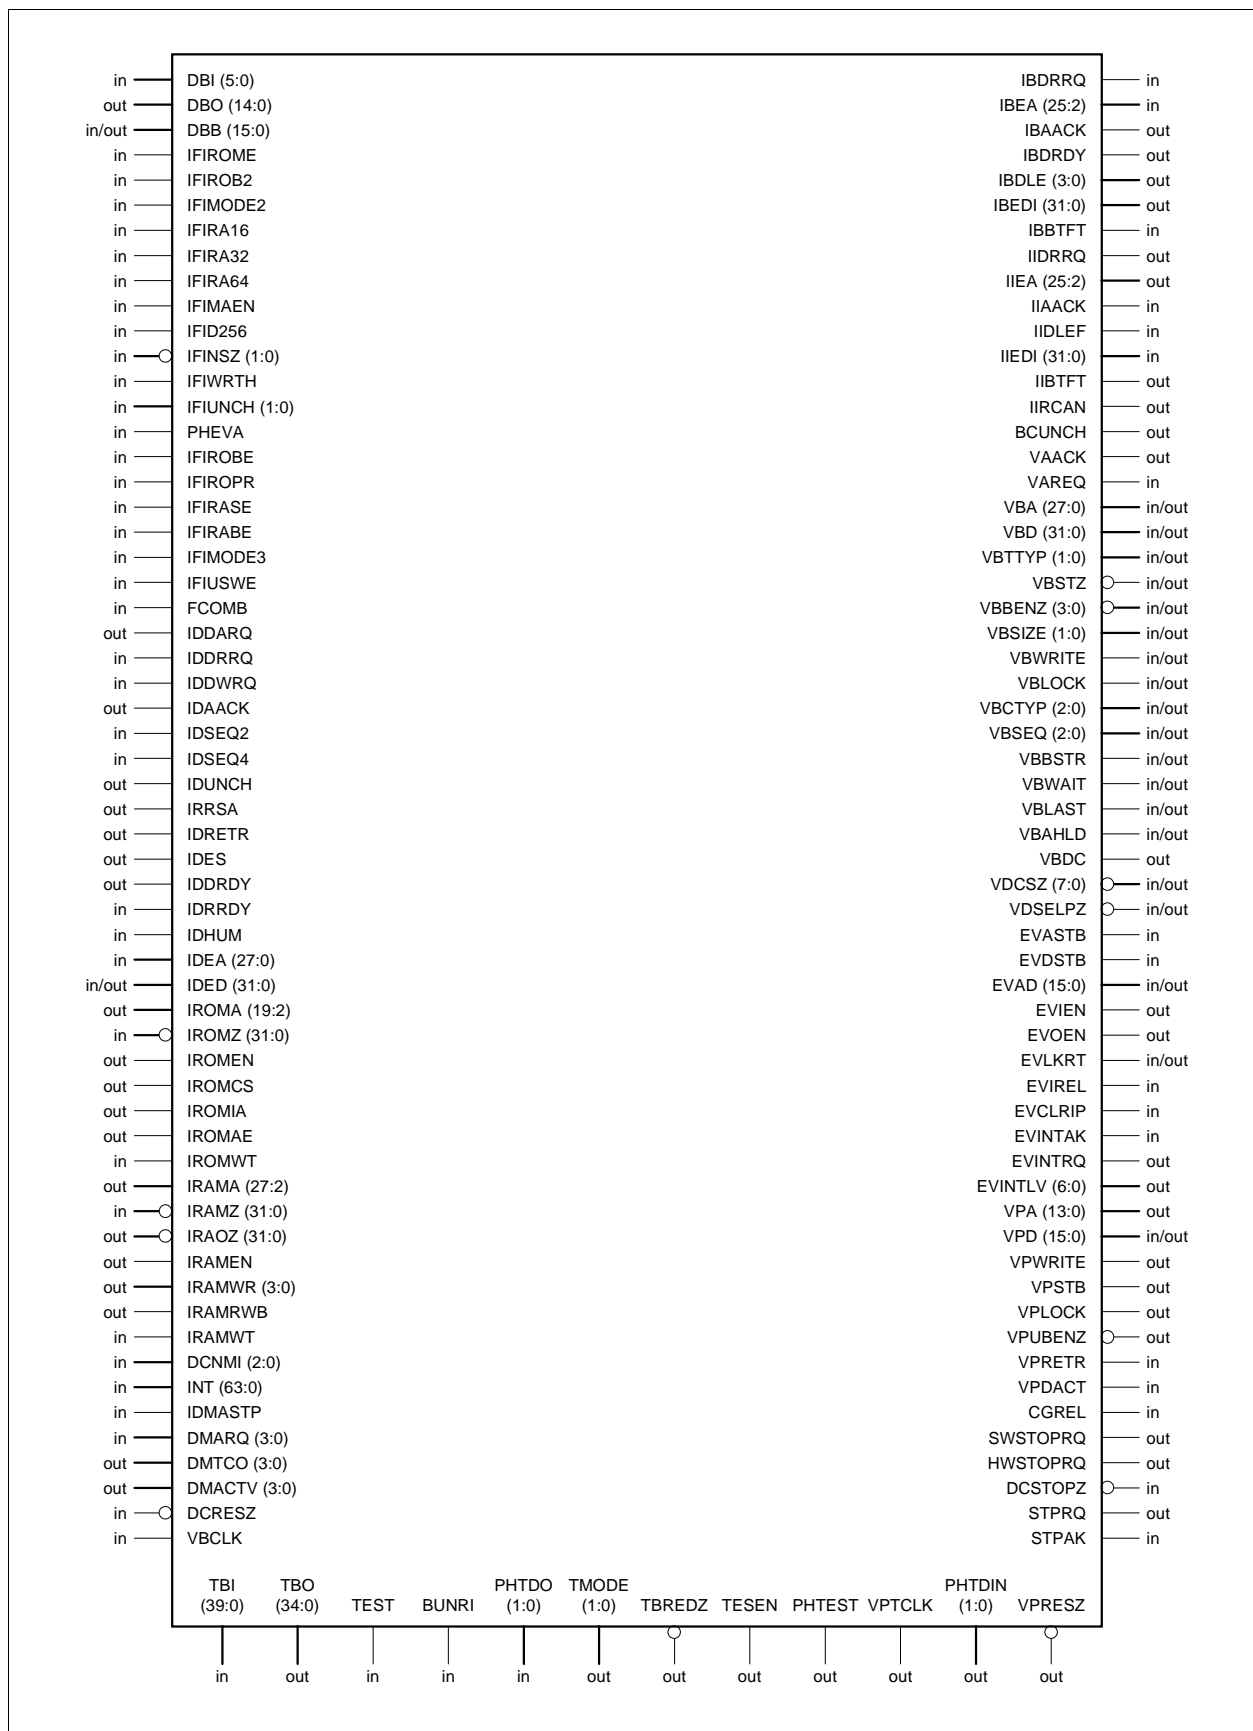 in DBI (5:0) IBDRRQ in
out DBO (14:0) IBEA (25:2) in
in/out DBB (15:0) IBAACK out
in IFIROME IBDRDY out
in IFIROB2 IBDLE (3:0) out
in IFIMODE2 IBEDI (31:0) out
in IFIRA16 IBBTFT in
in IFIRA32 IIDRRQ out
in IFIRA64 IIEA (25:2) out
in IFIMAEN IIAACK in
in IFID256 IIDLEF in
in IFINSZ (1:0) IIEDI (31:0) in
in IFIWRTH IIBTFT out
in IFIUNCH (1:0) IIRCAN out
in PHEVA BCUNCH out
in IFIROBE VAACK out
in IFIROPR VAREQ in
in IFIRASE VBA (27:0) in/out
in IFIRABE VBD (31:0) in/out
in IFIMODE3 VBTTYP (1:0) in/out
in IFIUSWE VBSTZ in/out
in FCOMB VBBENZ (3:0) in/out
out IDDARQ VBSIZE (1:0) in/out
in IDDRRQ VBWRITE in/out
in IDDWRQ VBLOCK in/out
out IDAACK VBCTYP (2:0) in/out
in IDSEQ2 VBSEQ (2:0) in/out
in IDSEQ4 VBBSTR in/out
out IDUNCH VBWAIT in/out
out IRRSA VBLAST in/out
out IDRETR VBAHLD in/out
out IDES VBDC out
out IDDRDY VDCSZ (7:0) in/out
in IDRRDY VDSELPZ in/out
in IDHUM EVASTB in
in IDEA (27:0) EVDSTB in
in/out IDED (31:0) EVAD (15:0) in/out
out IROMA (19:2) EVIEN out
in IROMZ (31:0) EVOEN out
out IROMEN EVLKRT in/out
out IROMCS EVIREL in
out IROMIA EVCLRIP in
out IROMAE EVINTAK in
in IROMWT EVINTRQ out
out IRAMA (27:2) EVINTLV (6:0) out
in IRAMZ (31:0) VPA (13:0) out
out IRAOZ (31:0) VPD (15:0) in/out
out IRAMEN VPWRITE out
out IRAMWR (3:0) VPSTB out
out IRAMRWB VPLOCK out
in IRAMWT VPUBENZ out
in DCNMI (2:0) VPRETR in
in INT (63:0) VPDACT in
in IDMASTP CGREL in
in DMARQ (3:0) SWSTOPRQ out
out DMTCO (3:0) HWSTOPRQ out
out DMACTV (3:0) DCSTOPZ in
in DCRESZ STPRQ out
in VBCLK STPAK in
TBI TBO PHTDO TMODE PHTDIN
(39:0) (34:0) TEST BUNRI (1:0) (1:0) TBREDZ TESEN PHTEST VPTCLK (1:0) VPRESZ
in out in in in out out out out out out out